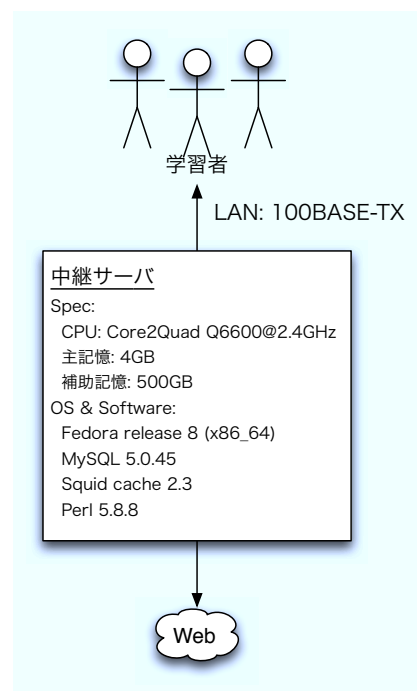 学習者
LAN: 100BASE-TX
中継サーバ
Spec:
CPU: Core2Quad Q6600@2.4GHz
主記憶: 4GB
補助記憶: 500GB
OS & Software:
Fedora release 8 (x86_64)
MySQL 5.0.45
Squid cache 2.3
Perl 5.8.8
Web